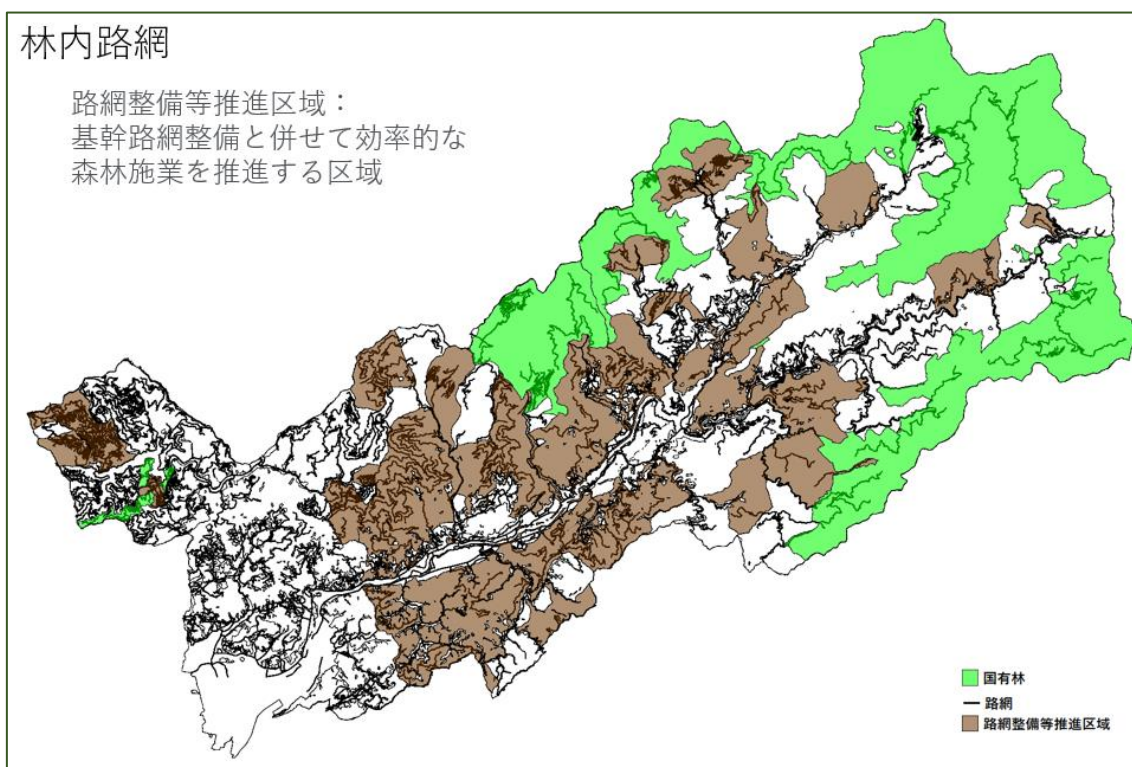 林内路網
路網整備等推進区域：
基幹路網整備と併せて効率的な
森林施業を推進する区域
国有林
路網
路網整備等推進区域